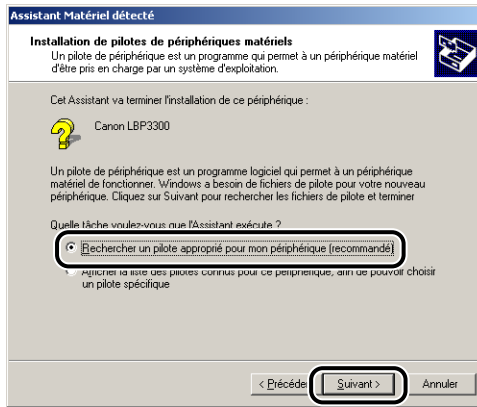 Assistant Matériel détecté
Installation de pilotes de périphériques matériels
Un pilote de périphérique est un programme qui permet à un périphérique matériel
d'être pris en charge par un système d'exploitation.
Cet Assistant va terminer l'installation de ce périphérique :
Canon LBP3300
Un pilote de périphérique est un programme logiciel qui permet à un périphérique
matériel de fonctionner. Windows a besoin de fichiers de pilote pour votre nouveau
périphérique. Cliquez sur Suivant pour rechercher les fichiers de pilote et terminer
Quelle tâche voulez-vous que l'Assistant exécute ?
Rechercher un pilote approprié pour mon périphérique (recommandé)
Afficher la liste des pilotes connus pour ce périphérique, afin de pouvoir choisir
un pilote spécifique
< Précéden Suivant > Annuler